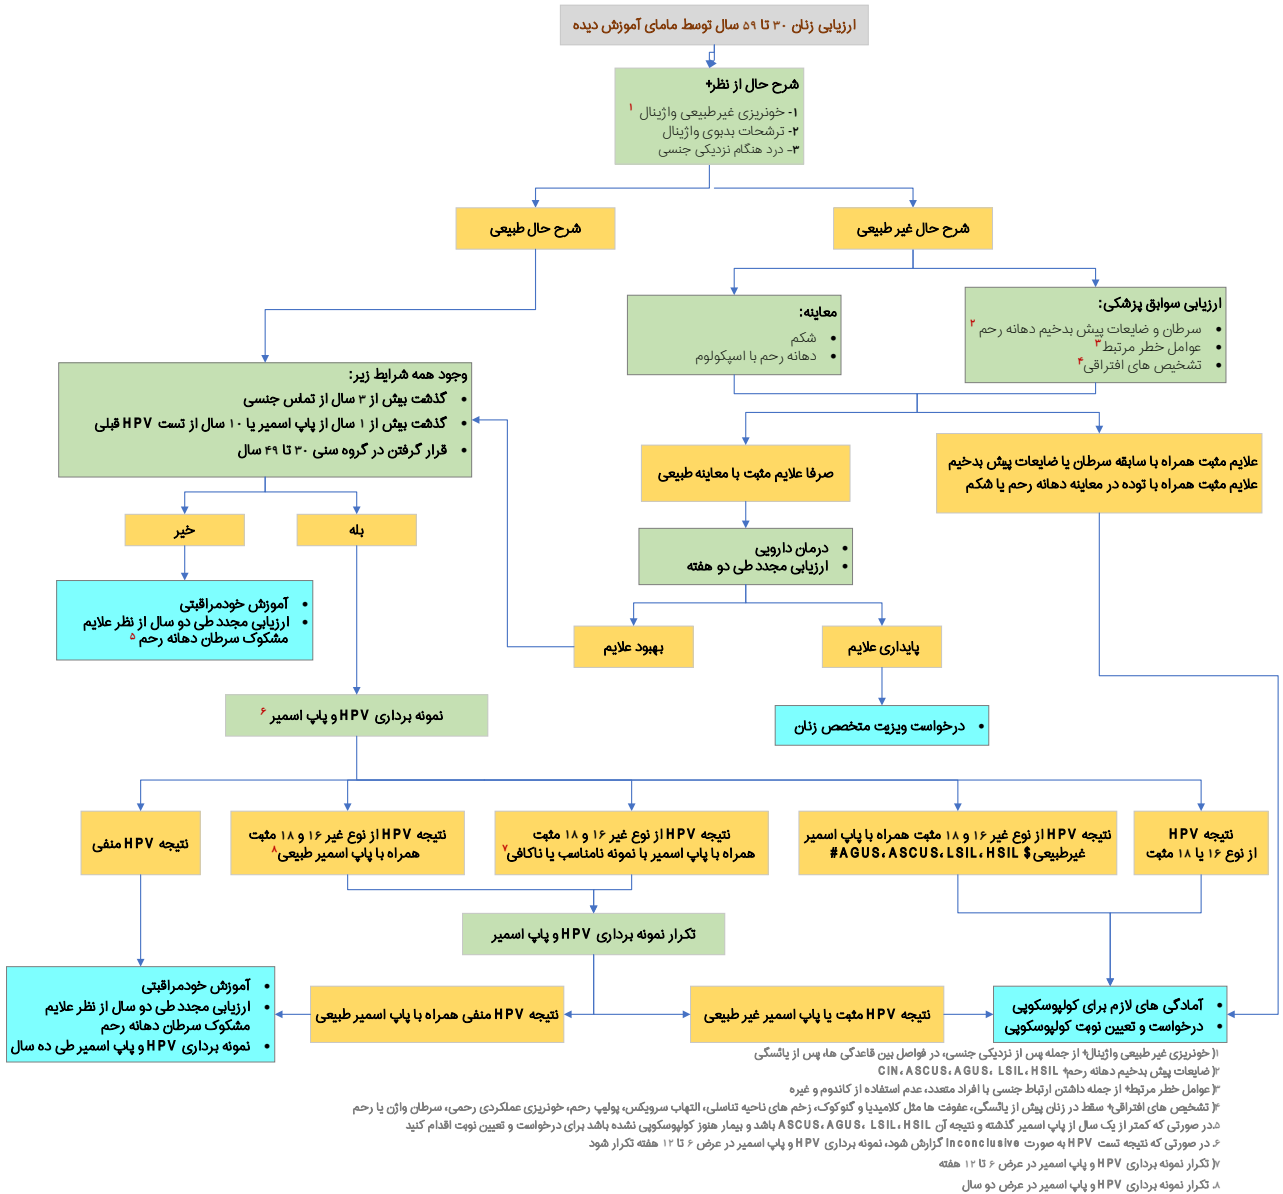 ارزیابی زنان ۳۰ تا ۵۹ سال توسط مامای آموزش دیده
شرح حال از نظر+
۱- خونریزی غیرطبیعی واژینال ۱
۲- ترشحات بدبوی واژینال
۳- درد هنگام نزدیکی جنسی
شرح حال غیر طبیعی
شرح حال طبیعی
ارزیابی سوابق پزشکی:
• سرطان و ضایعات پیش بدخیم دهانه رحم ۲
• عوامل خطر مرتبط ۳
• تشخیص های افتراقی ۴
معاینه:
• شکم
• دهانه رحم با اسپکولوم
وجود همه شرایط زیر:
• گذشت بیش از ۳ سال از تماس جنسی
• گذشت بیش از ۱ سال از پاپ اسمیر یا ۱۰ سال از تست HPV قبلی
• قرار گرفتن در گروه سنی ۳۰ تا ۴۹ سال
علایم مثبت همراه با سابقه سرطان یا ضایعات پیش بدخیم
علایم مثبت همراه با توده در معاینه دهانه رحم یا شکم
صرفا علایم مثبت با معاینه طبیعی
بله
خیر
• درمان دارویی
• ارزیابی مجدد طی دو هفته
• آموزش خودمراقبتی
• ارزیابی مجدد طی دو سال از نظر علایم
مشکوک سرطان دهانه رحم ۵
پایداری علایم
بهبود علایم
• درخواست ویزیت متخصص زنان
نمونه برداری HPV و پاپ اسمیر ۶
نتیجه HPV
از نوع ۱۶ یا ۱۸ مثبت
نتیجه HPV از نوع غیر ۱۶ و ۱۸ مثبت همراه با پاپ اسمیر
غیرطبیعی $ AGUS، ASCUS، LSIL، HSIL#
نتیجه HPV از نوع غیر ۱۶ و ۱۸ مثبت
همراه با پاپ اسمیر با نمونه نامناسب یا ناکافی ۷
نتیجه HPV از نوع غیر ۱۶ و ۱۸ مثبت
همراه با پاپ اسمیر طبیعی ۸
نتیجه HPV منفی
تکرار نمونه برداری HPV و پاپ اسمیر
• آمادگی های لازم برای کولپوسکوپی
• درخواست و تعیین نوبت کولپوسکوپی
نتیجه HPV مثبت یا پاپ اسمیر غیر طبیعی
نتیجه HPV منفی همراه با پاپ اسمیر طبیعی
• آموزش خودمراقبتی
• ارزیابی مجدد طی دو سال از نظر علایم
مشکوک سرطان دهانه رحم
• نمونه برداری HPV و پاپ اسمیر طی ده سال
۱( خونریزی غیر طبیعی واژینال+ از جمله پس از نزدیکی جنسی، در فواصل بین قاعدگی ها، پس از یائسگی
۲( ضایعات پیش بدخیم دهانه رحم+ CIN، ASCUS، AGUS، LSIL، HSIL
۳( عوامل خطر مرتبط+ از جمله داشتن ارتباط جنسی با افراد متعدد، عدم استفاده از کاندوم و غیره
۴( تشخیص های افتراقی+ سقط در زنان پیش از یائسگی، عفونت ها مثل کلامیدیا و گنوکوک، زخم های ناحیه تناسلی، التهاب سرویکس، پولیپ رحم، خونریزی عملکردی رحمی، سرطان واژن یا رحم
۵. در صورتی که کمتر از یک سال از پاپ اسمیر گذشته و نتیجه آن ASCUS، AGUS، LSIL، HSIL باشد و بیمار هنوز کولپوسکوپی نشده باشد برای درخواست و تعیین نوبت اقدام کنید
۶. در صورتی که نتیجه تست HPV به صورت Inconclusive گزارش شود، نمونه برداری HPV و پاپ اسمیر در عرض ۶ تا ۱۲ هفته تکرار شود
۷( تکرار نمونه برداری HPV و پاپ اسمیر در عرض ۶ تا ۱۲ هفته
۸. تکرار نمونه برداری HPV و پاپ اسمیر در عرض دو سال